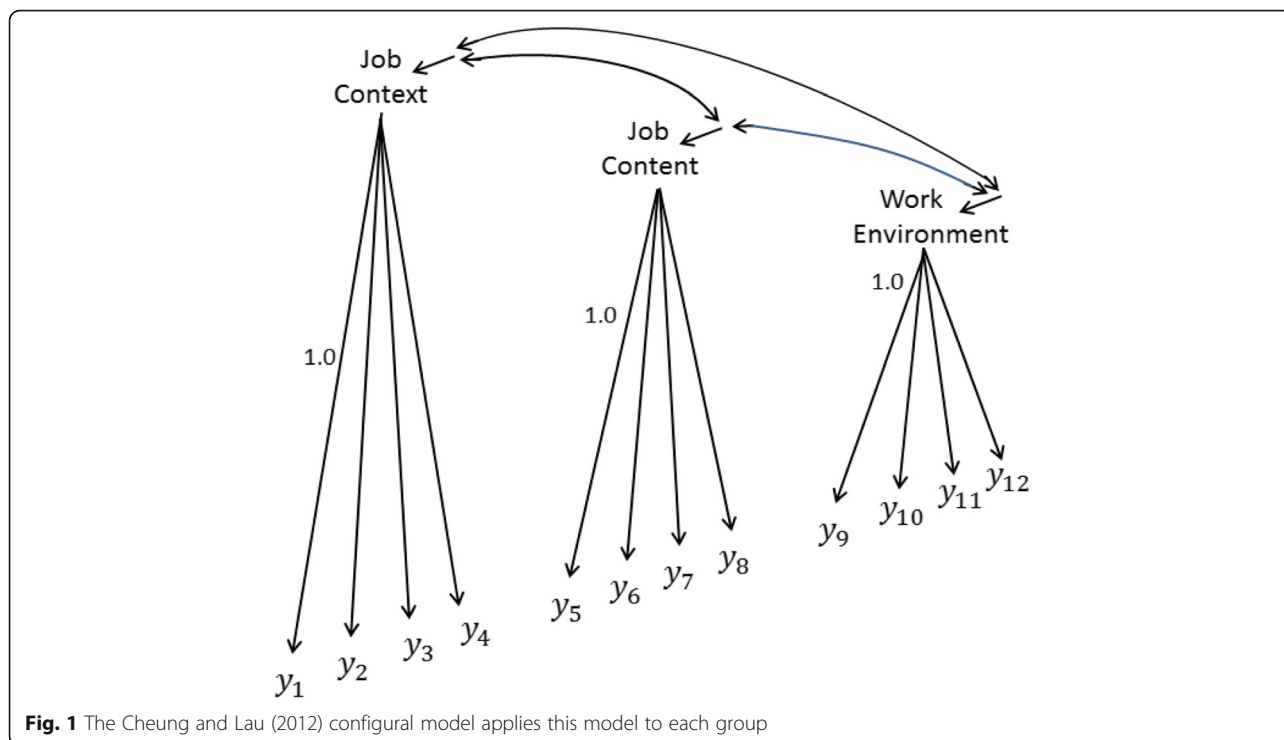 Job
Context
Job
Content
Work
Environment
1.0
1.0
1.0
y₁
y₂
y₃
y₄
y₅
y₆
y₇
y₈
y₉
y₁₀
y₁₁
y₁₂
Fig. 1 The Cheung and Lau (2012) configural model applies this model to each group